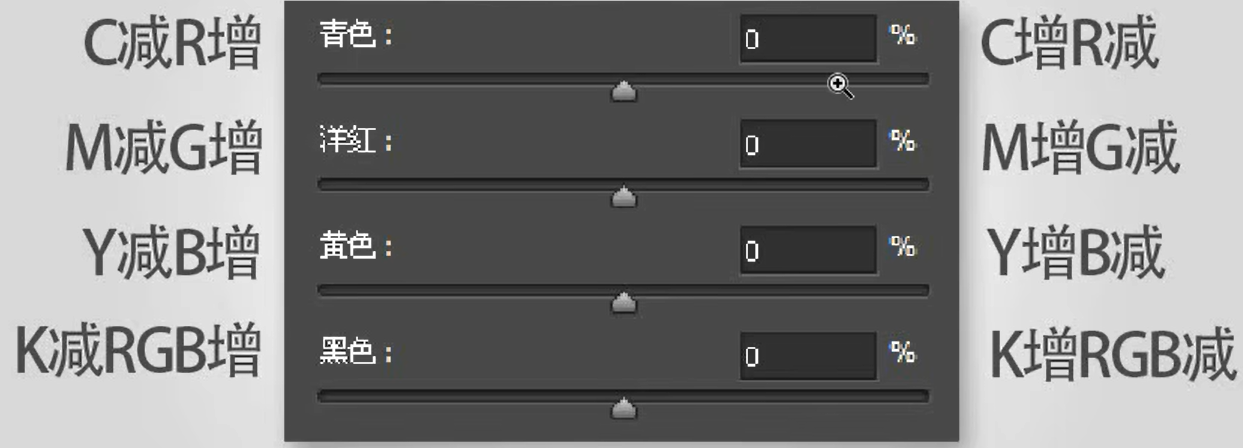 C减R增 青色： 0 % C增R减
M减G增 洋红： 0 % M增G减
Y减B增 黄色： 0 % Y增B减
K减RGB增 黑色： 0 % K增RGB减